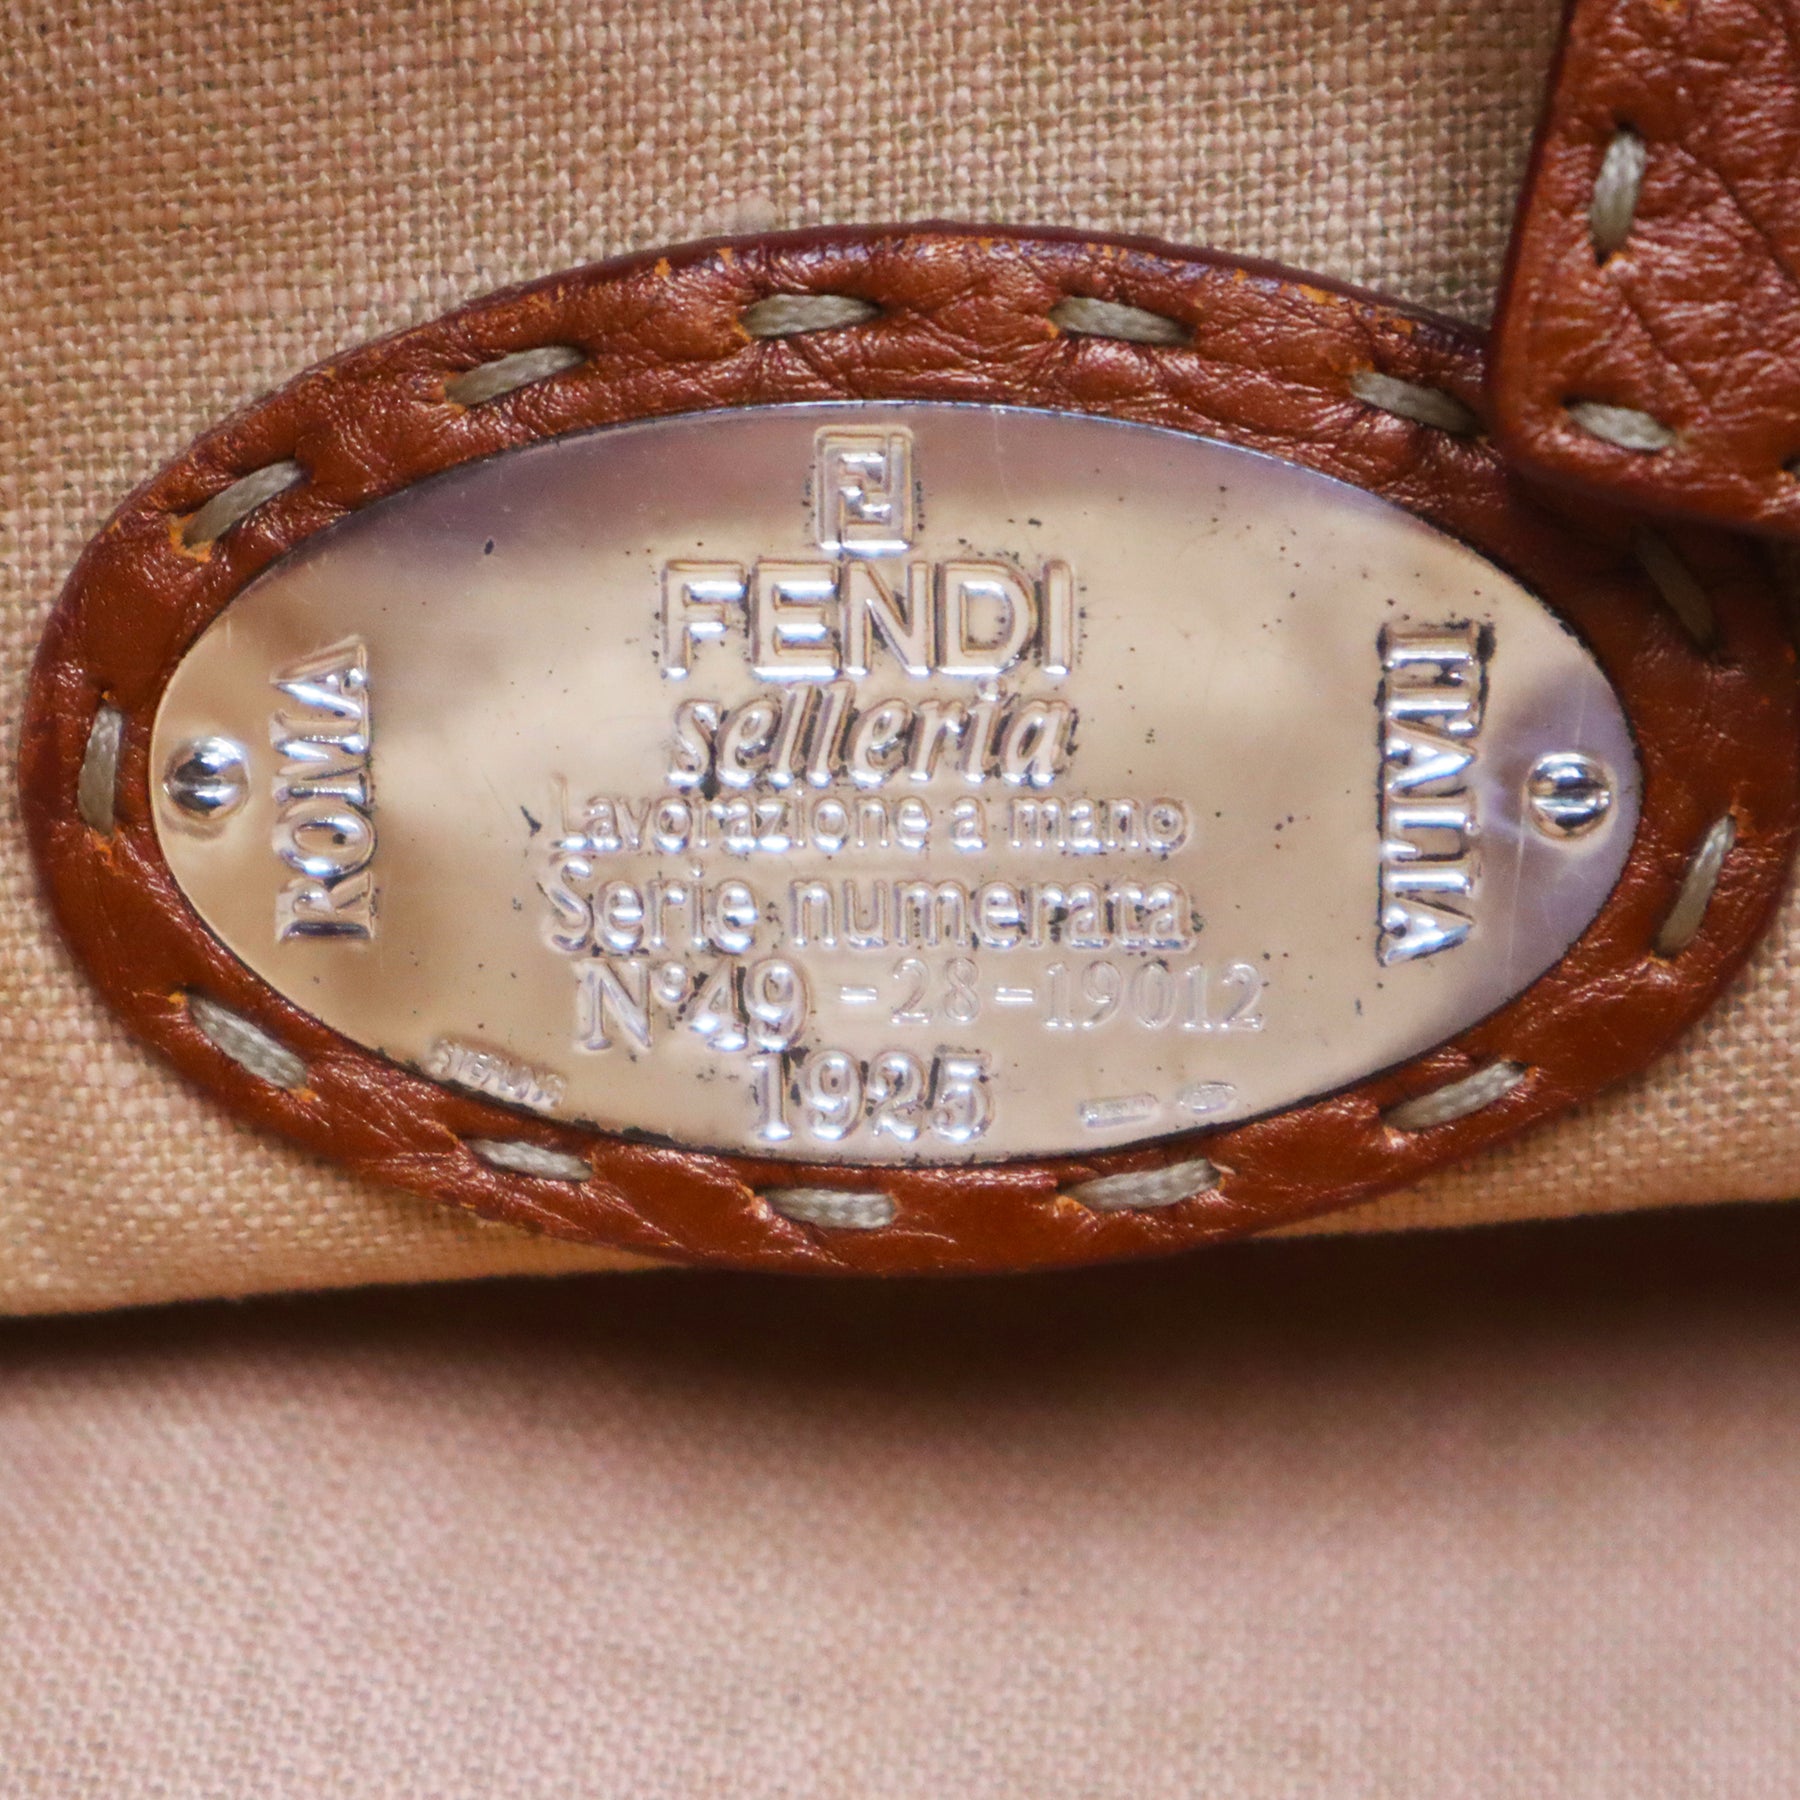 FENDI
selleria
Lavorazione a mano
Serie numerata
N°49-28-19012
1925
ROMA
ITALIA